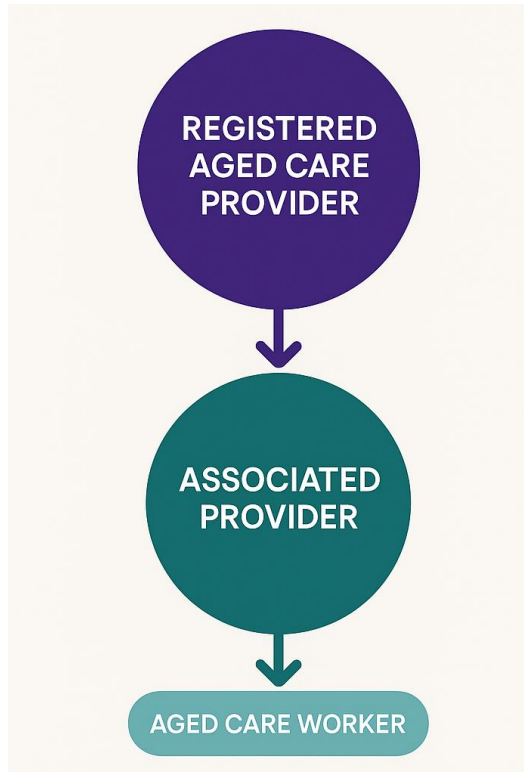 REGISTERED
AGED CARE
PROVIDER
ASSOCIATED
PROVIDER
AGED CARE WORKER